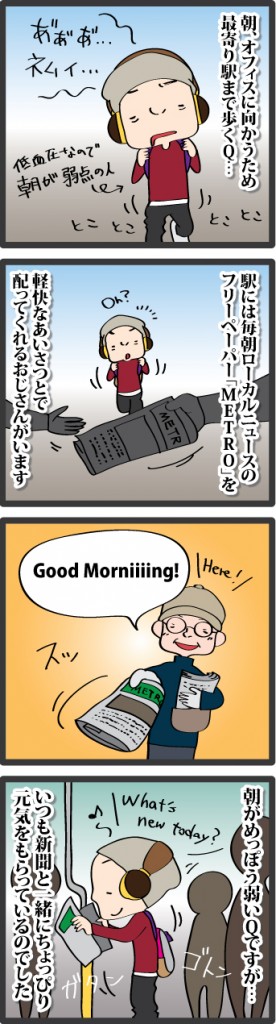 朝、オフィスに向かうため
最寄り駅まで歩くQ…
あ゛ぁ゛ぁ゛…
ネムィ…
低血圧なので
朝が弱点の人
とこ とこ とこ とこ
駅には毎朝ローカルニュースの
フリーペーパー「METRO」を
Oh?
METRO
軽快なあいさつとで
配ってくれるおじさんがいます
Here!
Good Morniiiing!
スッ
METRO
朝がめっぽう弱いQですが…
What's
new today?
♪
ガタン
ゴトン
いつも新聞と一緒にちょっぴり
元気をもらっているのでした